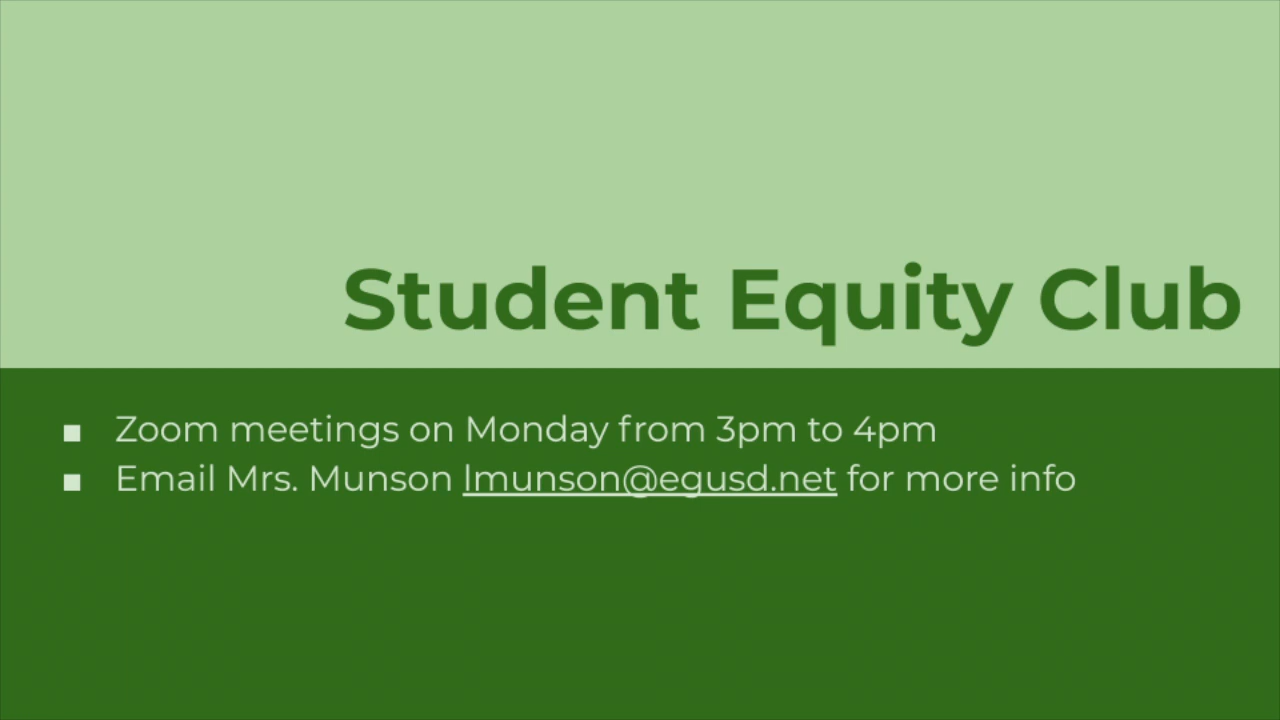 Student Equity Club
▪ Zoom meetings on Monday from 3pm to 4pm
▪ Email Mrs. Munson lmunson@egusd.net for more info